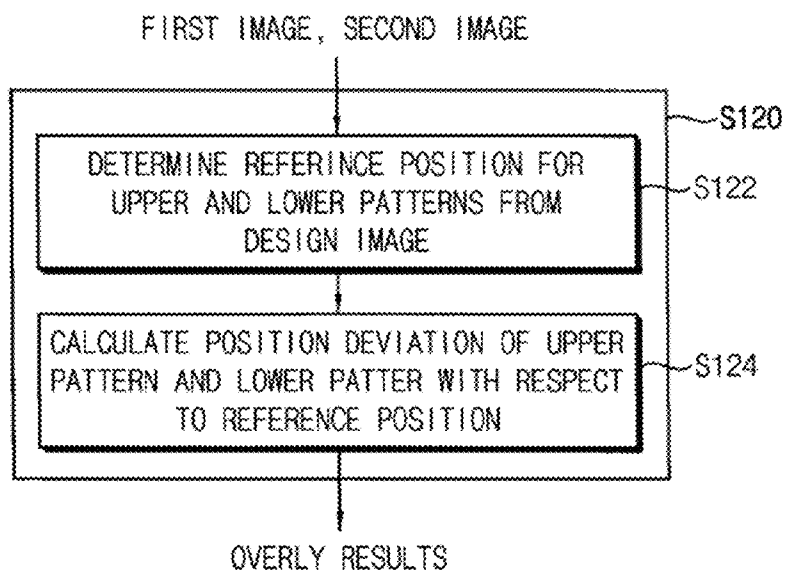 FIRST IMAGE, SECOND IMAGE
S120
DETERMINE REFERINCE POSITION FOR
UPPER AND LOWER PATTERNS FROM
DESIGN IMAGE
S122
CALCULATE POSITION DEVIATION OF UPPER
PATTERN AND LOWER PATTER WITH RESPECT
TO REFERENCE POSITION
S124
OVERLY RESULTS